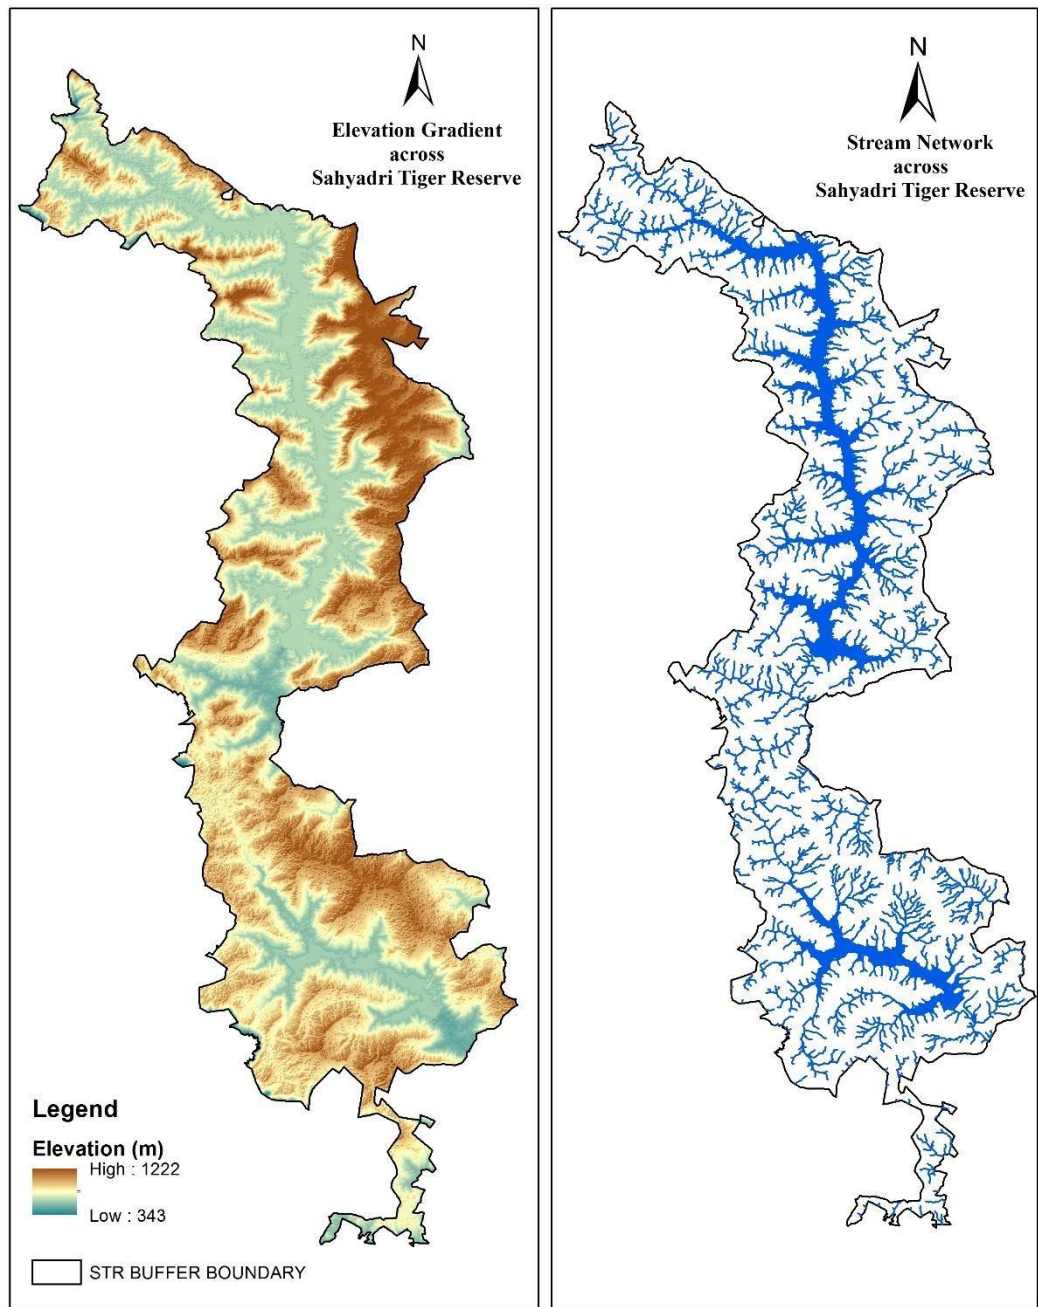 N
Elevation Gradient
across
Sahyadri Tiger Reserve
Legend
Elevation (m)
High : 1222
Low : 343
STR BUFFER BOUNDARY
N
Stream Network
across
Sahyadri Tiger Reserve